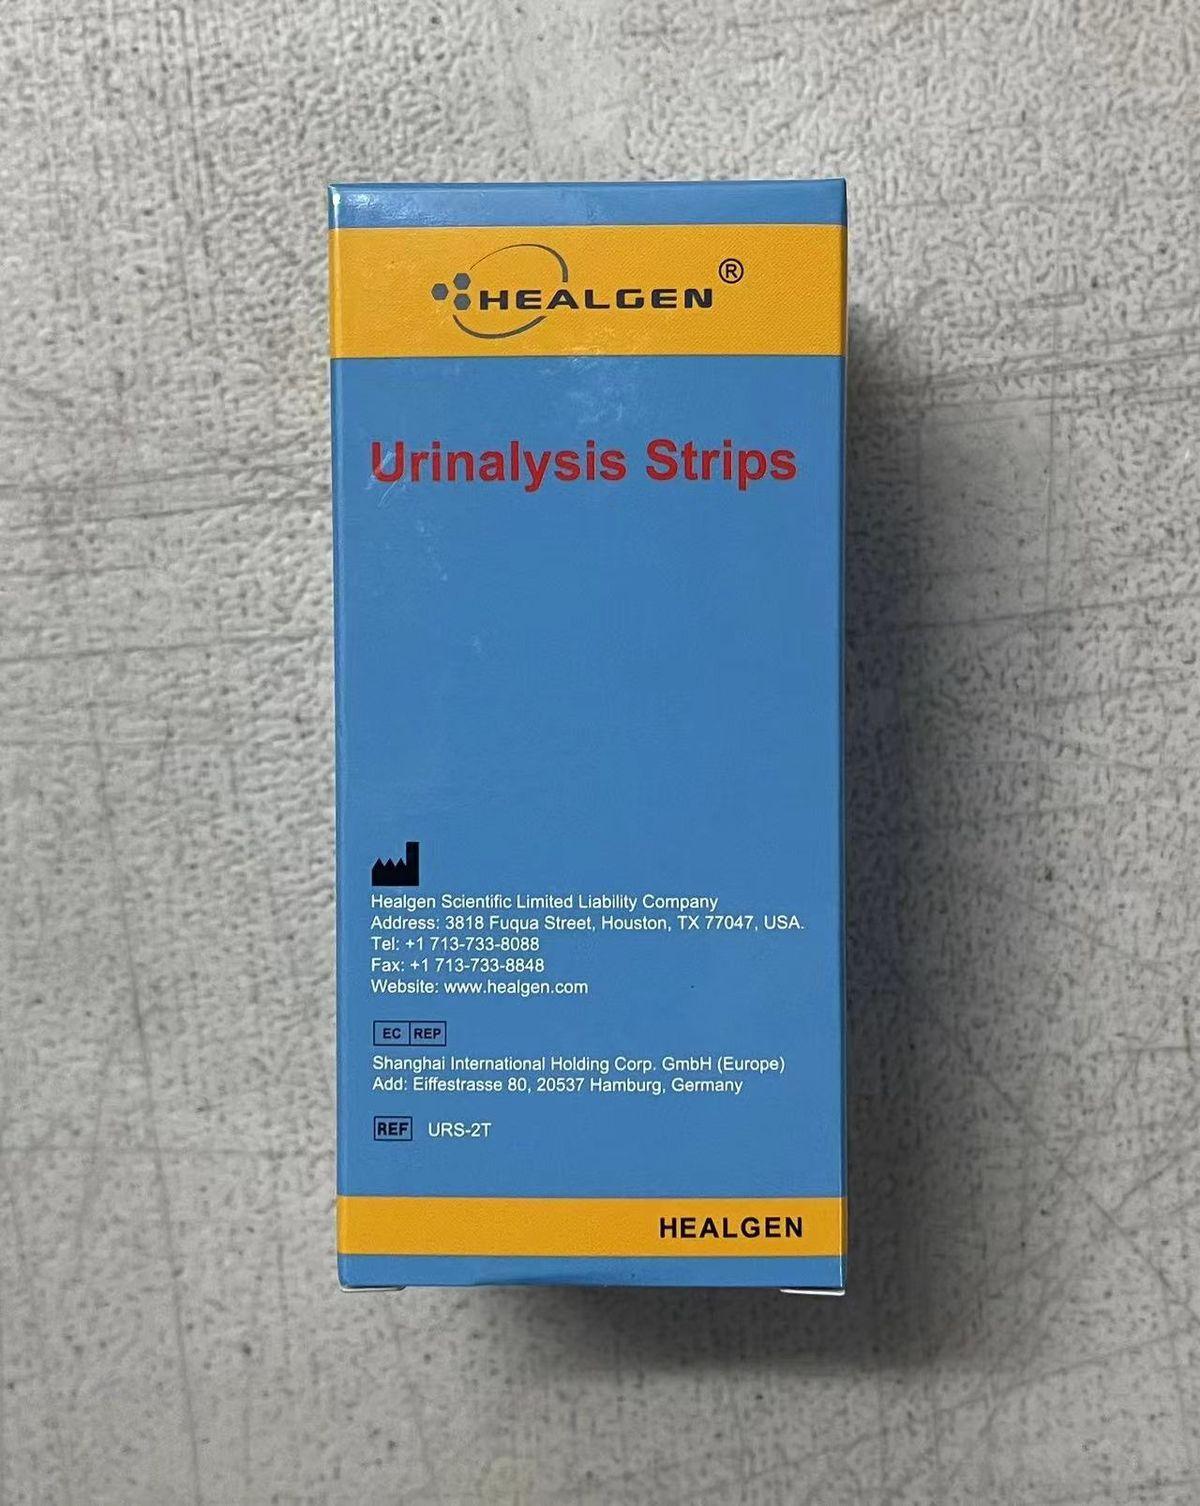 HEALGEN®
Urinalysis Strips
Healgen Scientific Limited Liability Company
Address: 3818 Fuqua Street, Houston, TX 77047, USA.
Tel: +1 713-733-8088
Fax: +1 713-733-8848
Website: www.healgen.com
EC REP
Shanghai International Holding Corp. GmbH (Europe)
Add: Eiffestrasse 80, 20537 Hamburg, Germany
REF URS-2T
HEALGEN